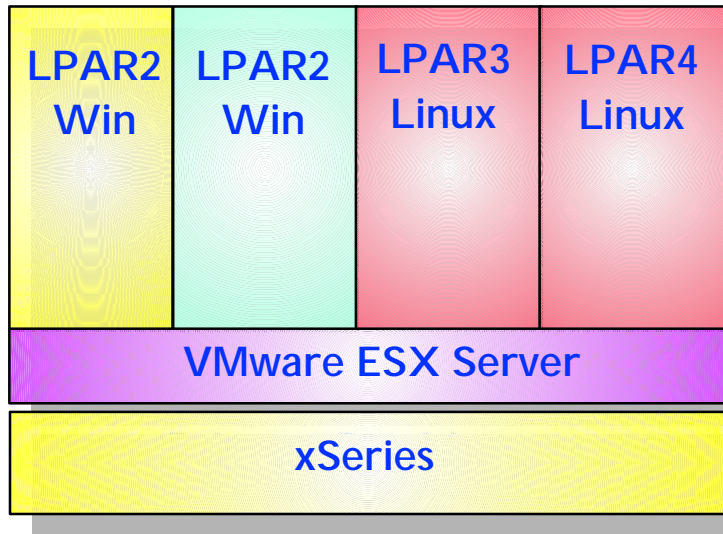 LPAR2
Win
LPAR2
Win
LPAR3
Linux
LPAR4
Linux
VMware ESX Server
xSeries